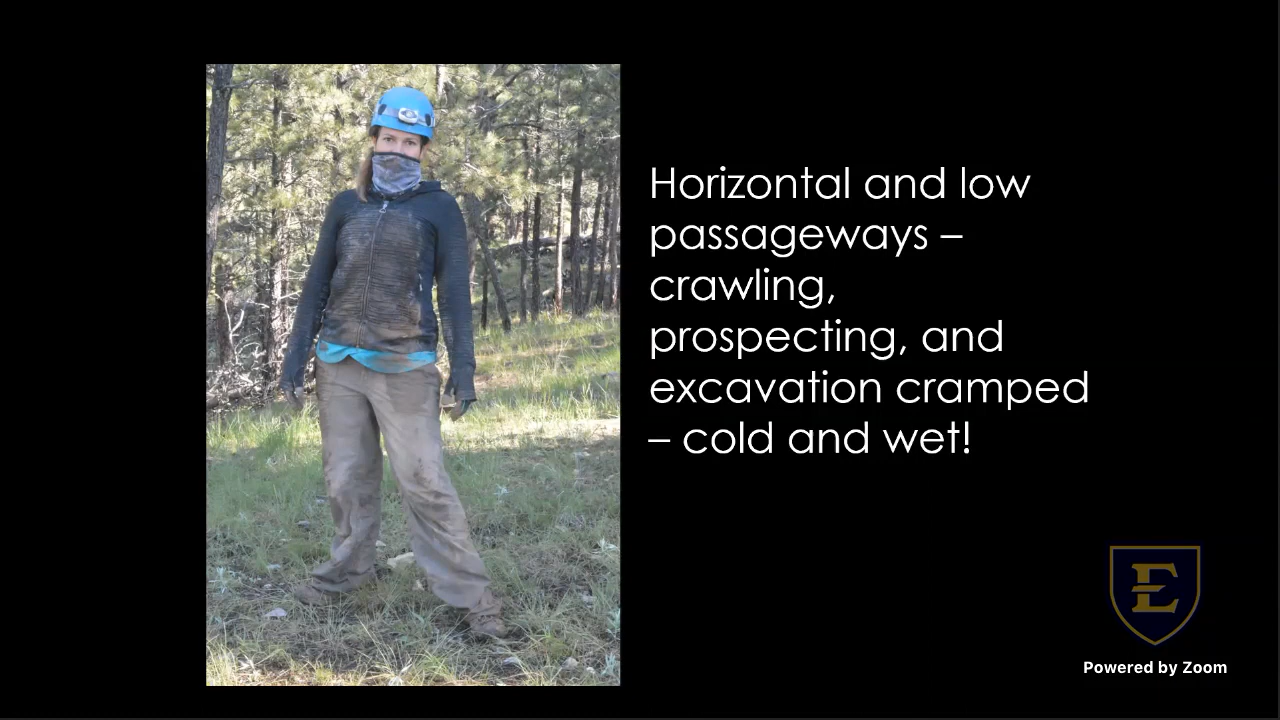 Horizontal and low
passageways –
crawling,
prospecting, and
excavation cramped
– cold and wet!
E
Powered by Zoom